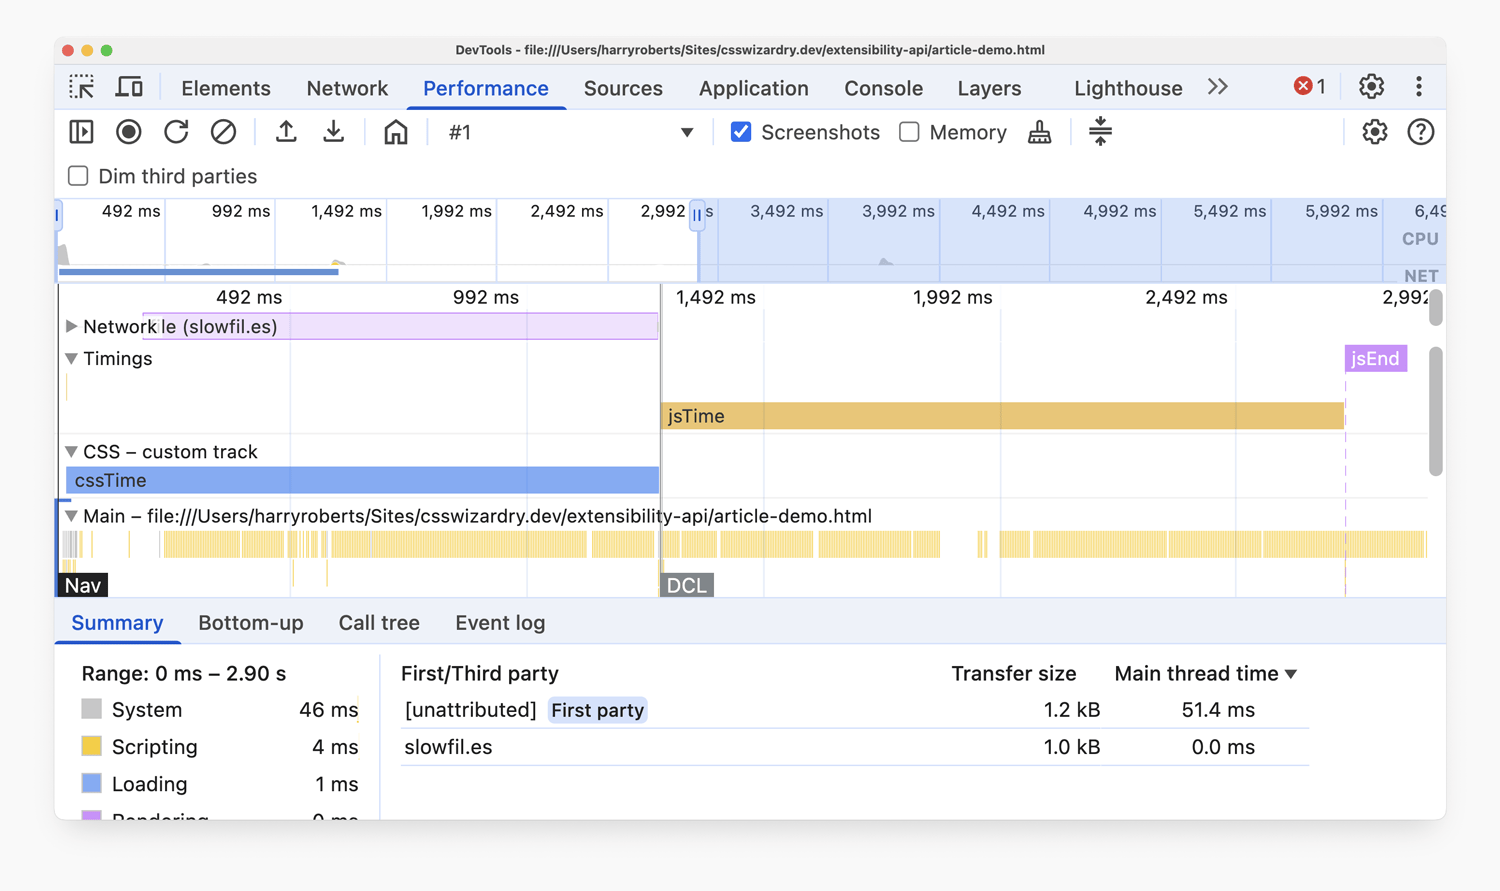 DevTools - file:///Users/harryroberts/Sites/csswizardry.dev/extensibility-api/article-demo.html
Elements Network Performance Sources Application Console Layers Lighthouse 1
#1 Screenshots Memory
Dim third parties
492 ms 992 ms 1,492 ms 1,992 ms 2,492 ms 2,992 s 3,492 ms 3,992 ms 4,492 ms 4,992 ms 5,492 ms 5,992 ms 6,49
CPU
NET
492 ms 992 ms 1,492 ms 1,992 ms 2,492 ms 2,992
Network le (slowfil.es)
Timings
jsEnd
jsTime
CSS – custom track
cssTime
Main – file:///Users/harryroberts/Sites/csswizardry.dev/extensibility-api/article-demo.html
Nav DCL
Summary Bottom-up Call tree Event log
Range: 0 ms – 2.90 s
System 46 ms
Scripting 4 ms
Loading 1 ms
Rendering 0 ms
First/Third party Transfer size Main thread time
[unattributed] First party 1.2 kB 51.4 ms
slowfil.es 1.0 kB 0.0 ms